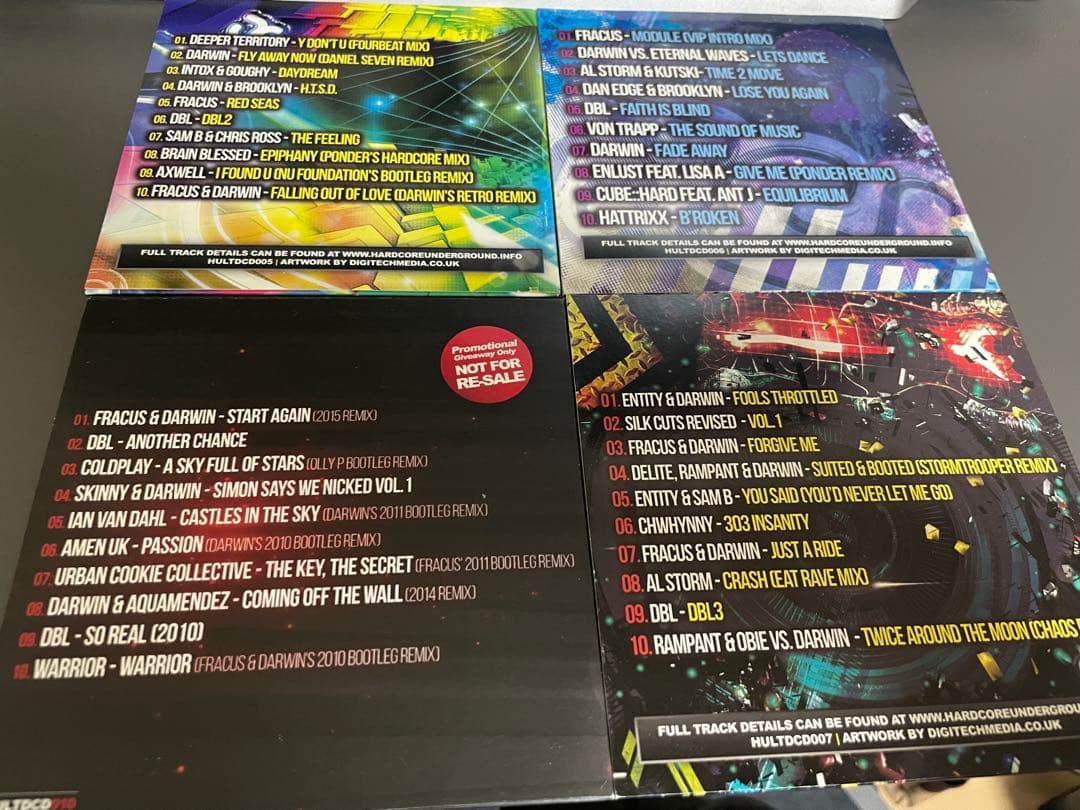 01. DEEPER TERRITORY - Y DON'T U (FOURBEAT MIX)
02. DARWIN - FLY AWAY NOW (DANIEL SEVEN REMIX)
03. INTOX & GOUGHY - DAYDREAM
04. DARWIN & BROOKLYN - H.T.S.D.
05. FRACUS - RED SEAS
06. DBL - DBL2
07. SAM B & CHRIS ROSS - THE FEELING
08. BRAIN BLESSED - EPIPHANY (PONDER'S HARDCORE MIX)
09. AXWELL - I FOUND U (NU FOUNDATION'S BOOTLEG REMIX)
10. FRACUS & DARWIN - FALLING OUT OF LOVE (DARWIN'S RETRO REMIX)
FULL TRACK DETAILS CAN BE FOUND AT WWW.HARDCOREUNDERGROUND.INFO
HULTDCD005 | ARTWORK BY DIGITECHMEDIA.CO.UK
01. FRACUS - MODULE (VIP INTRO MIX)
02. DARWIN VS. ETERNAL WAVES - LETS DANCE
03. AL STORM & KUTSKI - TIME 2 MOVE
04. DAN EDGE & BROOKLYN - LOSE YOU AGAIN
05. DBL - FAITH IS BLIND
06. VON TRAPP - THE SOUND OF MUSIC
07. DARWIN - FADE AWAY
08. ENLUST FEAT. LISA A - GIVE ME (PONDER REMIX)
09. CUBE::HARD FEAT. ANT J - EQUILIBRIUM
10. HATTRIXX - B'ROKEN
FULL TRACK DETAILS CAN BE FOUND AT WWW.HARDCOREUNDERGROUND.INFO
HULTDCD006 | ARTWORK BY DIGITECHMEDIA.CO.UK
Promotional
Giveaway Only
NOT FOR
RE-SALE
01. FRACUS & DARWIN - START AGAIN (2015 REMIX)
02. DBL - ANOTHER CHANCE
03. COLDPLAY - A SKY FULL OF STARS (OLLY P BOOTLEG REMIX)
04. SKINNY & DARWIN - SIMON SAYS WE NICKED VOL.1
05. IAN VAN DAHL - CASTLES IN THE SKY (DARWIN'S 2011 BOOTLEG REMIX)
06. AMEN UK - PASSION (DARWIN'S 2010 BOOTLEG REMIX)
07. URBAN COOKIE COLLECTIVE - THE KEY, THE SECRET (FRACUS' 2011 BOOTLEG REMIX)
08. DARWIN & AQUAMENDEZ - COMING OFF THE WALL (2014 REMIX)
09. DBL - SO REAL (2010)
10. WARRIOR - WARRIOR (FRACUS & DARWIN'S 2010 BOOTLEG REMIX)
ULTDCD010
01. ENTITY & DARWIN - FOOLS THROTTLED
02. SILK CUTS REVISED - VOL.1
03. FRACUS & DARWIN - FORGIVE ME
04. DELITE, RAMPANT & DARWIN - SUITED & BOOTED (STORMTROOPER REMIX)
05. ENTITY & SAM B - YOU SAID (YOU'D NEVER LET ME GO)
06. CHWHYNNY - 303 INSANITY
07. FRACUS & DARWIN - JUST A RIDE
08. AL STORM - CRASH (EAT RAVE MIX)
09. DBL - DBL3
10. RAMPANT & OBIE VS. DARWIN - TWICE AROUND THE MOON (CHAOS
FULL TRACK DETAILS CAN BE FOUND AT WWW.HARDCOREUNDERGROU
HULTDCD007 | ARTWORK BY DIGITECHMEDIA.CO.UK